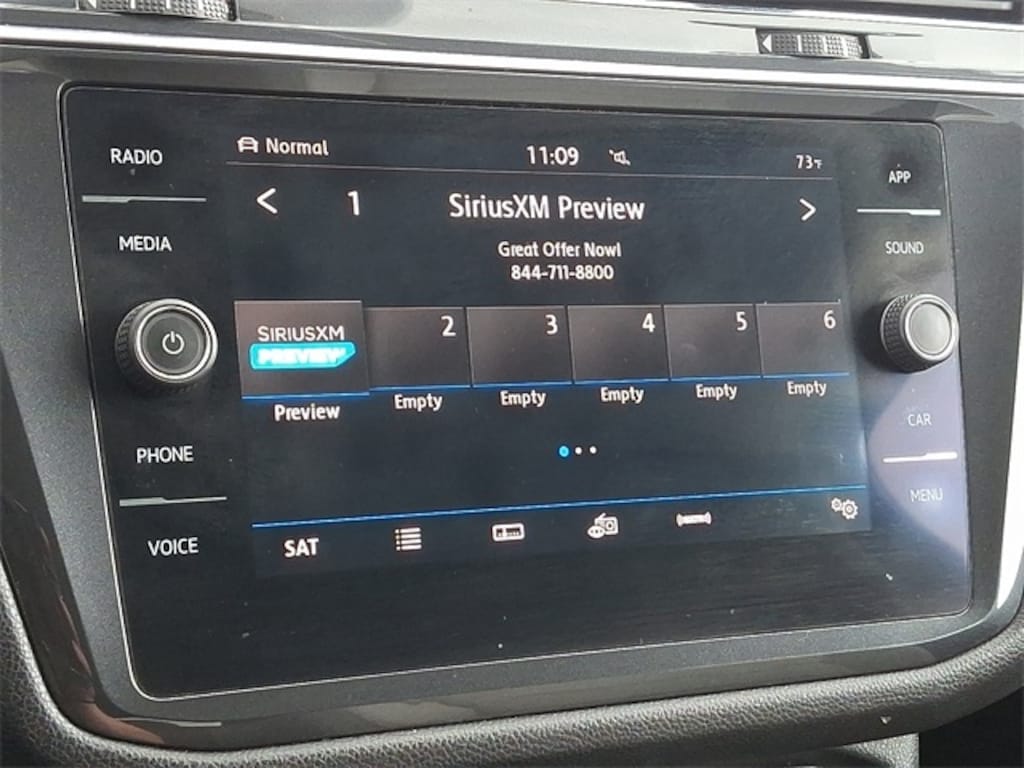 RADIO
MEDIA
PHONE
VOICE
Normal
11:09
73°F
1
SiriusXM Preview
Great Offer Now!
844-711-8800
SIRIUSXM
PREVIEW
2
3
4
5
6
Preview
Empty
Empty
Empty
Empty
Empty
SAT
APP
SOUND
CAR
MENU